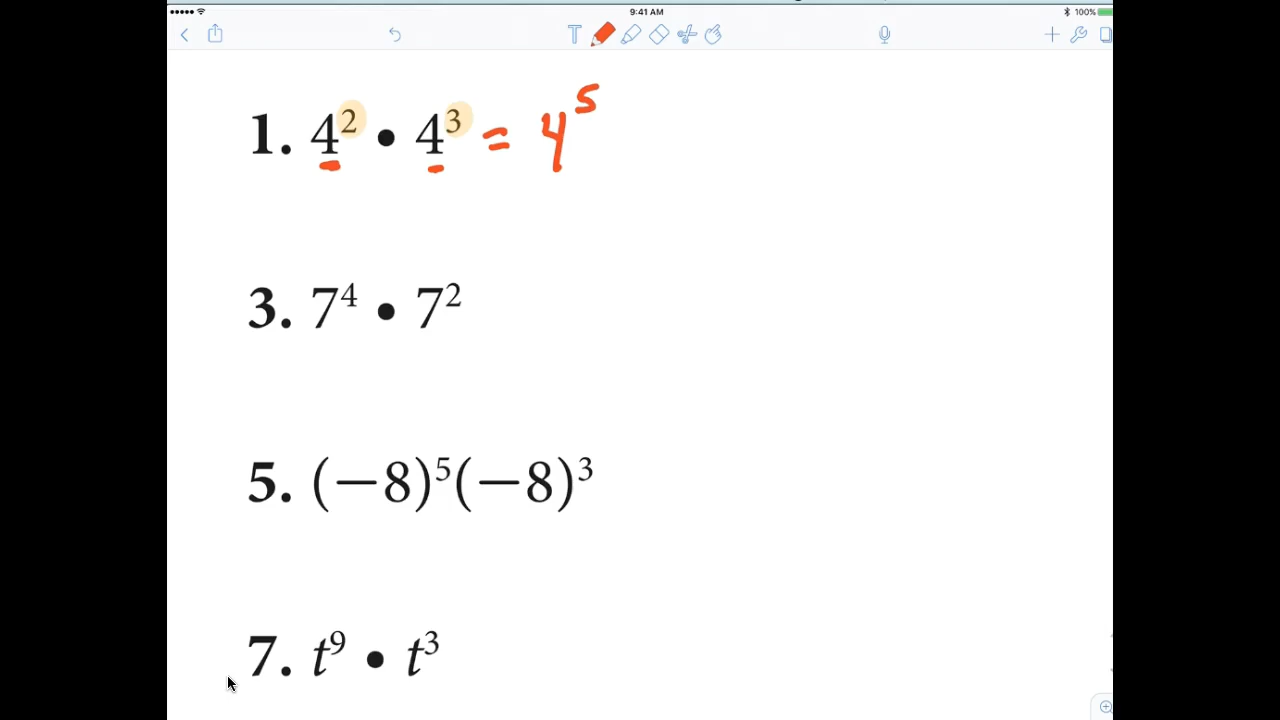 9:41 AM
100%
T
1. 4² • 4³ = 4⁵
3. 7⁴ • 7²
5. (−8)⁵(−8)³
7. t⁹ • t³